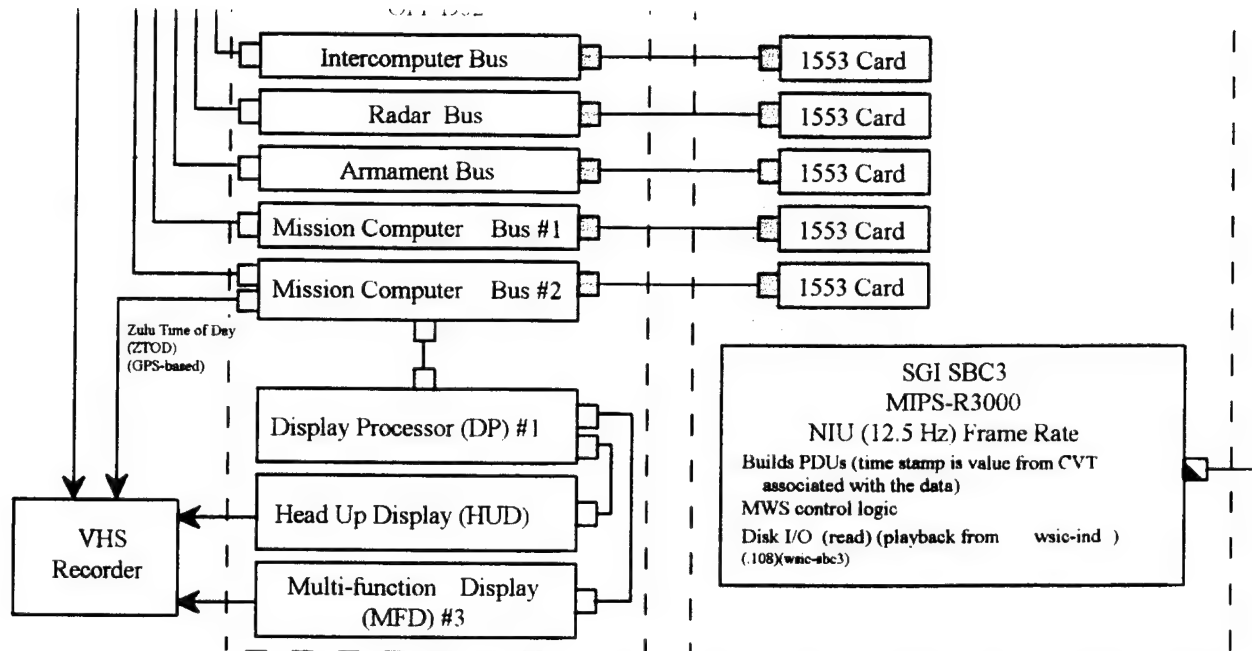 Intercomputer Bus
1553 Card
Radar Bus
1553 Card
Armament Bus
1553 Card
Mission Computer Bus #1
1553 Card
Mission Computer Bus #2
1553 Card
Zulu Time of Day
(ZTOD)
(GPS-based)
Display Processor (DP) #1
Head Up Display (HUD)
Multi-function Display
(MFD) #3
VHS
Recorder
SGI SBC3
MIPS-R3000
NIU (12.5 Hz) Frame Rate
Builds PDUs (time stamp is value from CVT
associated with the data)
MWS control logic
Disk I/O (read) (playback from wsic-ind )
(.108)(wsic-sbc3)